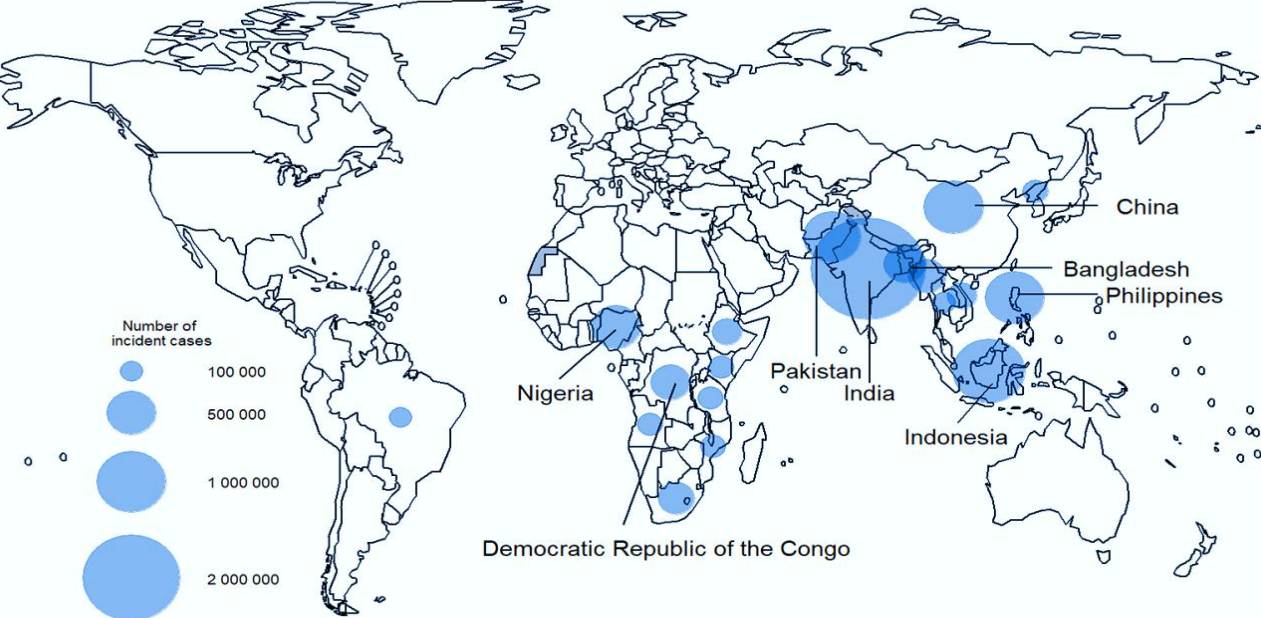 China
Bangladesh
Philippines
Number of
incident cases
100 000
500 000
1 000 000
2 000 000
Nigeria
Pakistan
India
Indonesia
Democratic Republic of the Congo